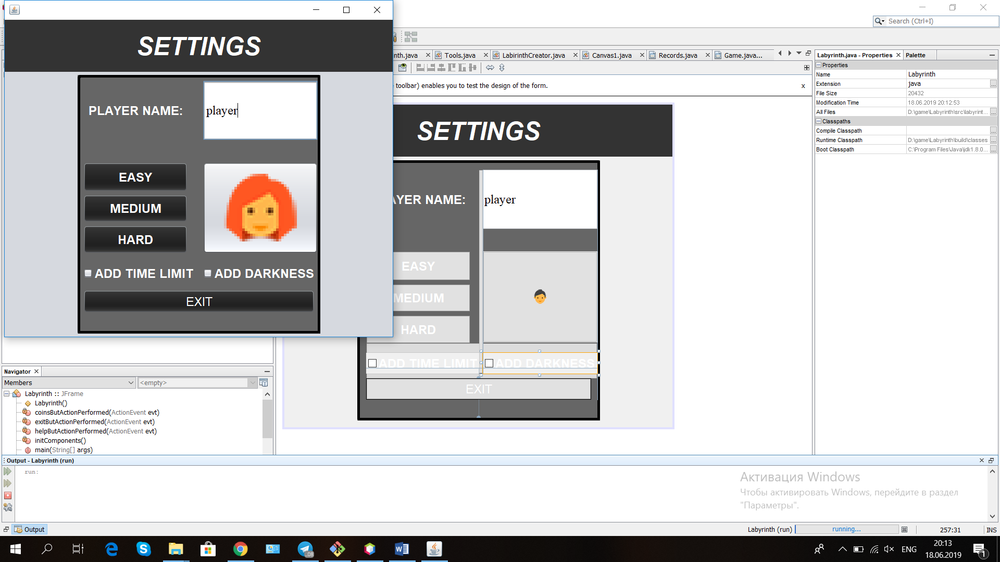 SETTINGS
PLAYER NAME:
player
EASY
MEDIUM
HARD
ADD TIME LIMIT
ADD DARKNESS
EXIT
Search (Ctrl+I)
nth.java
Tools.java
LabirinthCreator.java
Canvas1.java
Records.java
Game.java...
toolbar) enables you to test the design of the form.
x
SETTINGS
AYER NAME:
player
EASY
MEDIUM
HARD
ADD TIME LIMIT
ADD DARKNESS
EXIT
Labyrinth.java - Properties
Palette
Properties
Name
Labyrinth
Extension
java
File Size
20432
Modification Time
18.06.2019 20:12:53
All Files
D:\game\Labyrinth\src\labyrint...
Classpaths
Compile Classpath
Runtime Classpath
D:\game\Labyrinth\build\classes
Boot Classpath
C:\Program Files\Java\jdk1.8.0...
Navigator
Members
<empty>
Labyrinth :: JFrame
Labyrinth()
coinsButActionPerformed(ActionEvent evt)
exitButActionPerformed(ActionEvent evt)
helpButActionPerformed(ActionEvent evt)
initComponents()
main(String[] args)
Output - Labyrinth (run)
run:
Активация Windows
Чтобы активировать Windows, перейдите в раздел
"Параметры".
Output
Labyrinth (run)
running...
257:31
INS
..08
ENG
20:13
18.06.2019
1